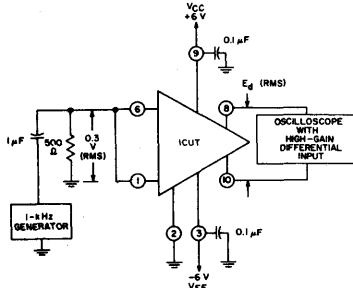 VCC
+6 V
0.1 µF
9
Ed (RMS)
6
8
1 µF
500
Ω
0.3
V
(RMS)
ICUT
OSCILLOSCOPE
WITH
HIGH-GAIN
DIFFERENTIAL
INPUT
1
10
1-kHz
GENERATOR
2
3
0.1 µF
-6 V
VEE